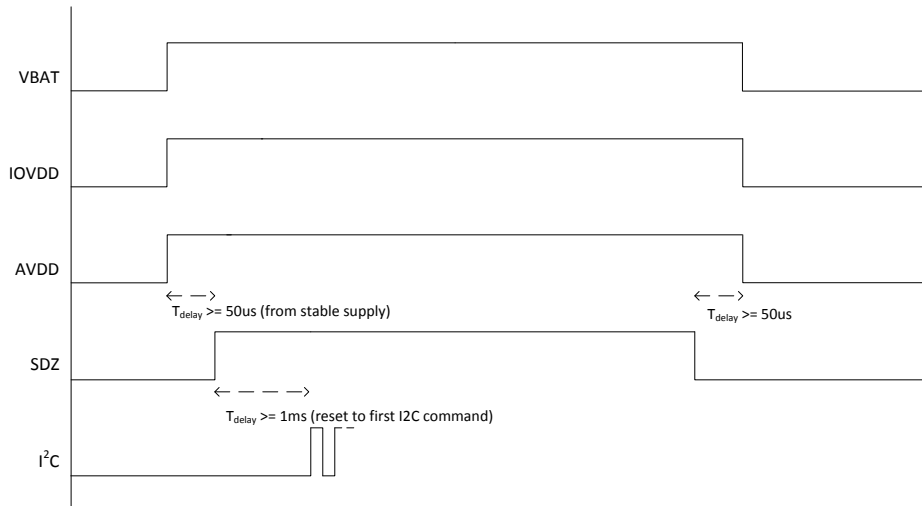 VBAT
IOVDD
AVDD
Tdelay >= 50us (from stable supply)
Tdelay >= 50us
SDZ
Tdelay >= 1ms (reset to first I2C command)
I²C